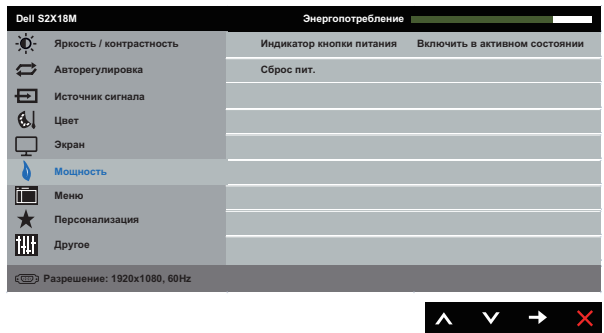 Dell S2X18M Энергопотребление
Яркость / контрастность Индикатор кнопки питания Включить в активном состоянии
Авторегулировка Сброс пит.
Источник сигнала
Цвет
Экран
Мощность
Меню
Персонализация
Другое
Разрешение: 1920x1080, 60Hz